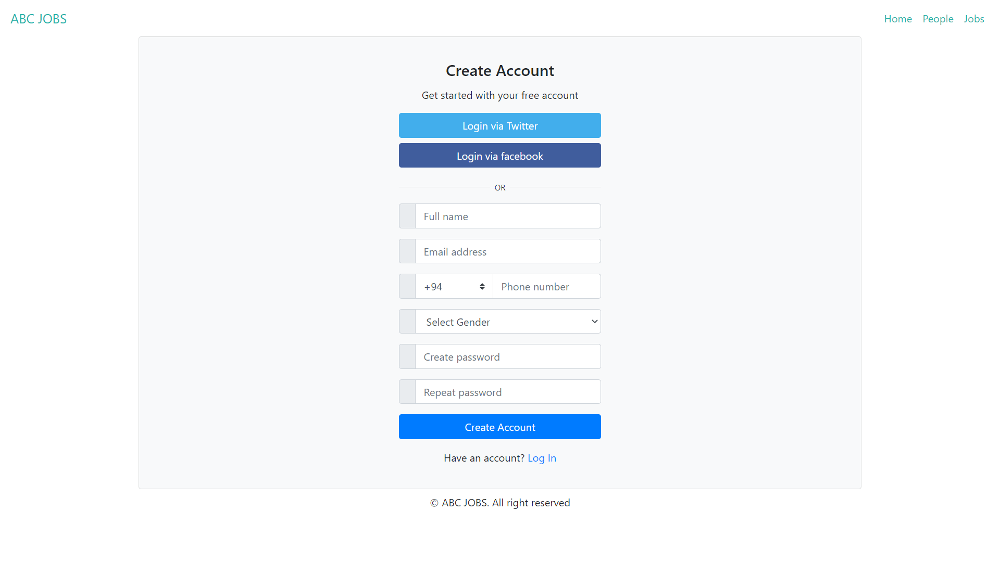 ABC JOBS
Home People Jobs
Create Account
Get started with your free account
Login via Twitter
Login via facebook
OR
Full name
Email address
+94 Phone number
Select Gender
Create password
Repeat password
Create Account
Have an account? Log In
© ABC JOBS. All right reserved